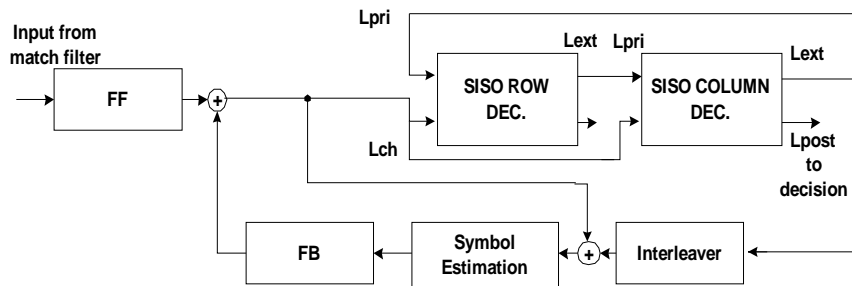 Input from
match filter
FF
+
Lpri
Lch
SISO ROW
DEC.
Lext
Lpri
SISO COLUMN
DEC.
Lext
Lpost
to
decision
FB
Symbol
Estimation
+
Interleaver